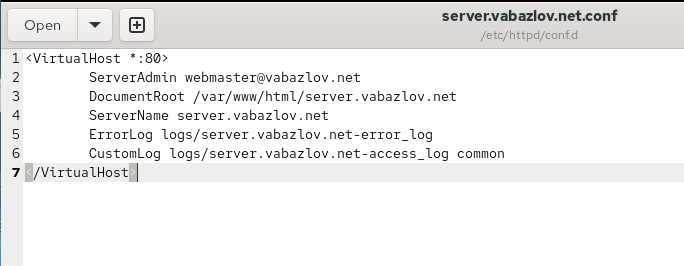 Open
server.vabazlov.net.conf
/etc/httpd/conf.d
1 <VirtualHost *:80>
2 ServerAdmin webmaster@vabazlov.net
3 DocumentRoot /var/www/html/server.vabazlov.net
4 ServerName server.vabazlov.net
5 ErrorLog logs/server.vabazlov.net-error_log
6 CustomLog logs/server.vabazlov.net-access_log common
7 </VirtualHost>